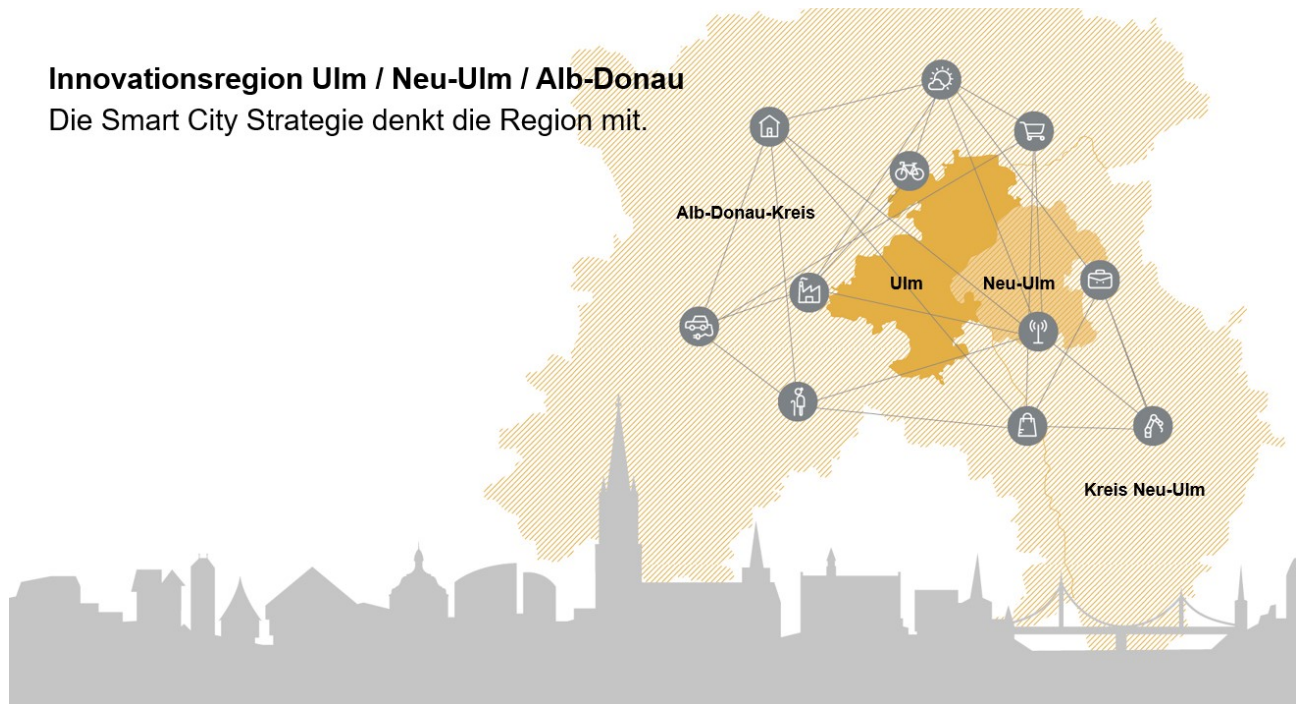 Innovationsregion Ulm / Neu-Ulm / Alb-Donau
Die Smart City Strategie denkt die Region mit.
Alb-Donau-Kreis
Ulm
Neu-Ulm
Kreis Neu-Ulm